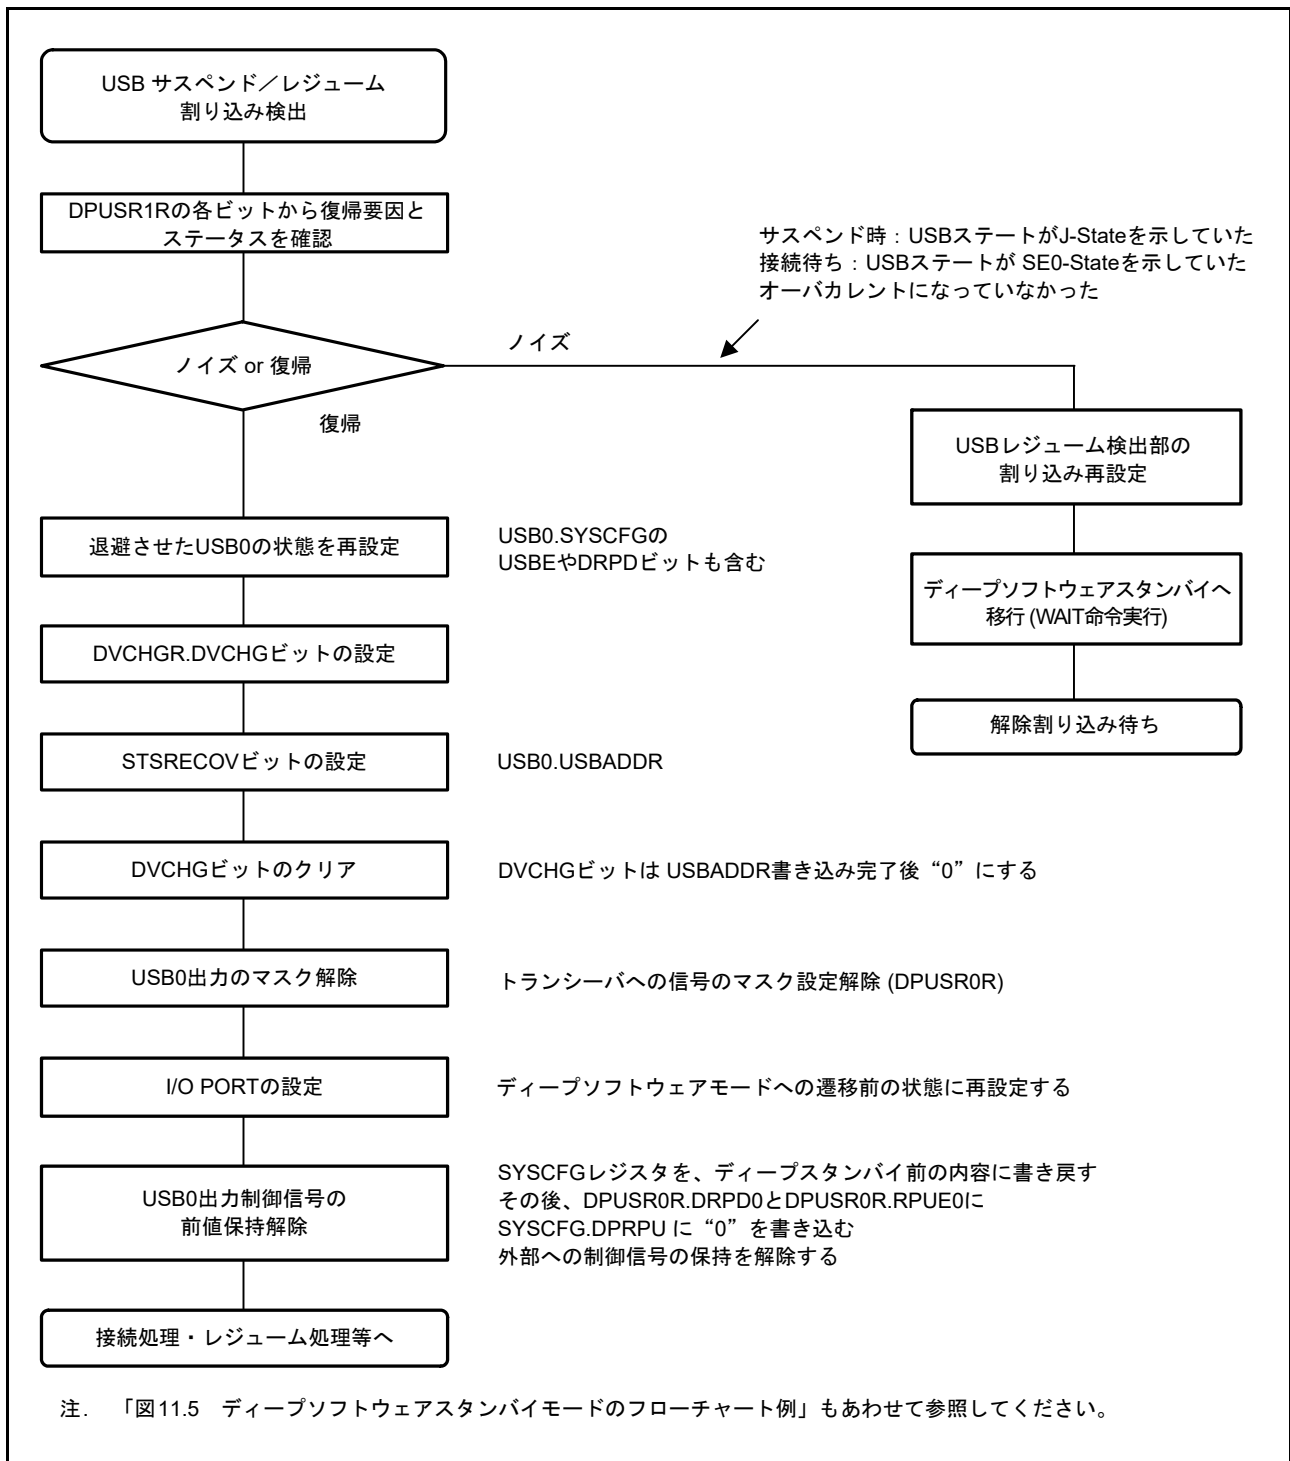 USB サスペンド／レジューム
割り込み検出
DPUSR1Rの各ビットから復帰要因と
ステータスを確認
サスペンド時：USBステートがJ-Stateを示していた
接続待ち：USBステートが SE0-Stateを示していた
オーバカレントになっていなかった
ノイズ or 復帰
ノイズ
復帰
USBレジューム検出部の
割り込み再設定
ディープソフトウェアスタンバイへ
移行 (WAIT命令実行)
解除割り込み待ち
退避させたUSB0の状態を再設定
USB0.SYSCFGの
USBEやDRPDビットも含む
DVCHGR.DVCHGビットの設定
STSRECOVビットの設定
USB0.USBADDR
DVCHGビットのクリア
DVCHGビットは USBADDR書き込み完了後“0”にする
USB0出力のマスク解除
トランシーバへの信号のマスク設定解除 (DPUSR0R)
I/O PORTの設定
ディープソフトウェアモードへの遷移前の状態に再設定する
USB0出力制御信号の
前値保持解除
SYSCFGレジスタを、ディープスタンバイ前の内容に書き戻す
その後、DPUSR0R.DRPD0とDPUSR0R.RPUE0に
SYSCFG.DPRPU に“0”を書き込む
外部への制御信号の保持を解除する
接続処理・レジューム処理等へ
注. 「図11.5 ディープソフトウェアスタンバイモードのフローチャート例」もあわせて参照してください。